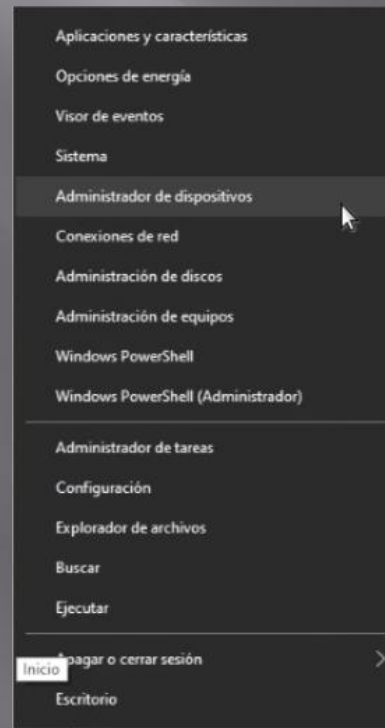 Aplicaciones y características
Opciones de energía
Visor de eventos
Sistema
Administrador de dispositivos
Conexiones de red
Administración de discos
Administración de equipos
Windows PowerShell
Windows PowerShell (Administrador)
Administrador de tareas
Configuración
Explorador de archivos
Buscar
Ejecutar
Apagar o cerrar sesión
Inicio
Escritorio